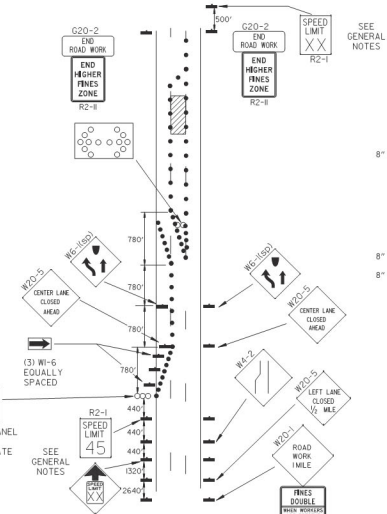 G20-2
END
ROAD WORK
END
HIGHER
FINES
ZONE
R2-11
500'
G20-2
END
ROAD WORK
END
HIGHER
FINES
ZONE
R2-11
SPEED
LIMIT
XX
R2-1
SEE
GENERAL
NOTES
8"
8"
8"
780'
780'
780'
780'
W6-1(sp)
W6-1(sp)
W20-5
CENTER LANE
CLOSED
AHEAD
W20-5
CENTER LANE
CLOSED
AHEAD
(3) W1-6
EQUALLY
SPACED
W4-2
W20-5
LEFT LANE
CLOSED
1/2 MILE
440'
440'
440'
1320'
2640'
R2-1
SPEED
LIMIT
45
ANEL
ATE
SEE
GENERAL
NOTES
SPEED
LIMIT
XX
W20-1
ROAD
WORK
1 MILE
FINES
DOUBLE
WHEN WORKERS